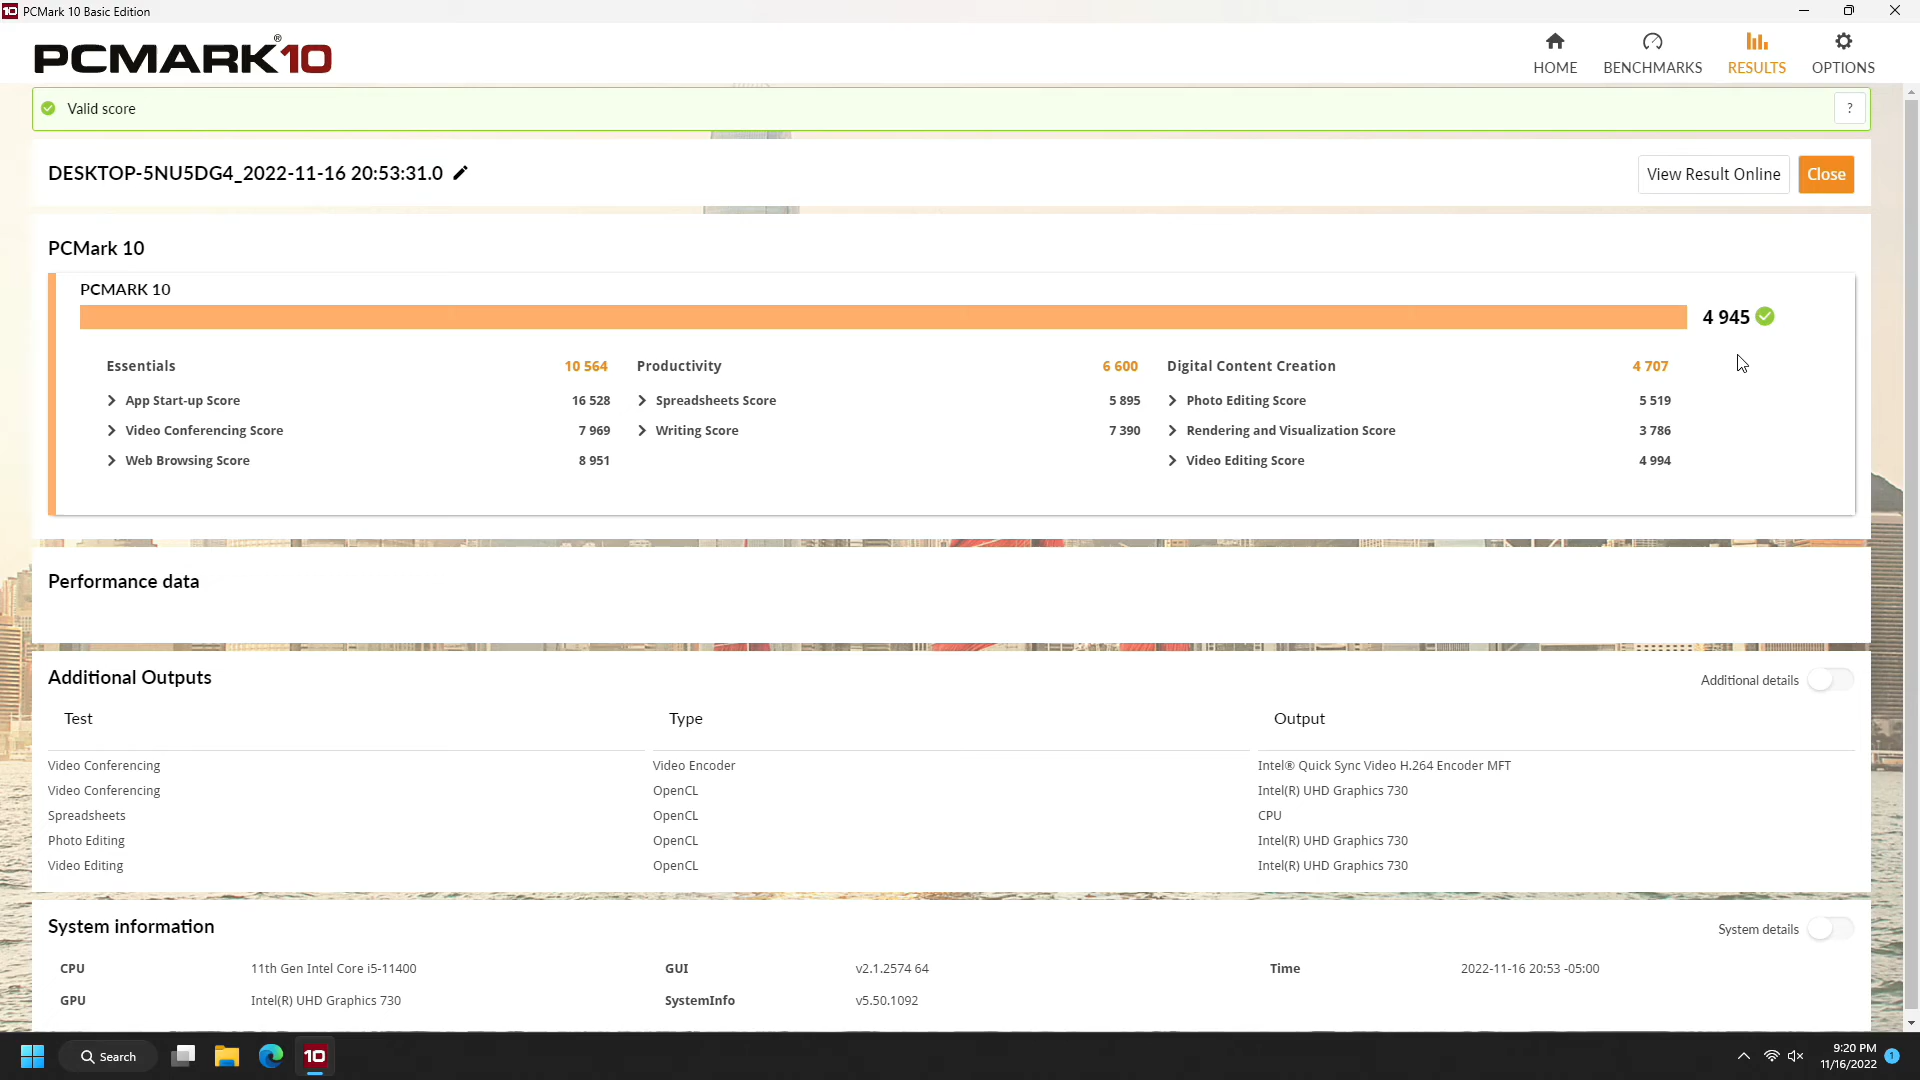 10 PCMark 10 Basic Edition
PCMARK®10
HOME BENCHMARKS RESULTS OPTIONS
Valid score ?
DESKTOP-5NU5DG4_2022-11-16 20:53:31.0
View Result Online Close
PCMark 10
PCMARK 10
4 945
Essentials 10 564 Productivity 6 600 Digital Content Creation 4 707
App Start-up Score 16 528 Spreadsheets Score 5 895 Photo Editing Score 5 519
Video Conferencing Score 7 969 Writing Score 7 390 Rendering and Visualization Score 3 786
Web Browsing Score 8 951 Video Editing Score 4 994
Performance data
Additional Outputs Additional details
Test Type Output
Video Conferencing Video Encoder Intel® Quick Sync Video H.264 Encoder MFT
Video Conferencing OpenCL Intel(R) UHD Graphics 730
Spreadsheets OpenCL CPU
Photo Editing OpenCL Intel(R) UHD Graphics 730
Video Editing OpenCL Intel(R) UHD Graphics 730
System information System details
CPU 11th Gen Intel Core i5-11400 GUI v2.1.2574 64 Time 2022-11-16 20:53 -05:00
GPU Intel(R) UHD Graphics 730 SystemInfo v5.50.1092
Search 10 9:20 PM 1
11/16/2022